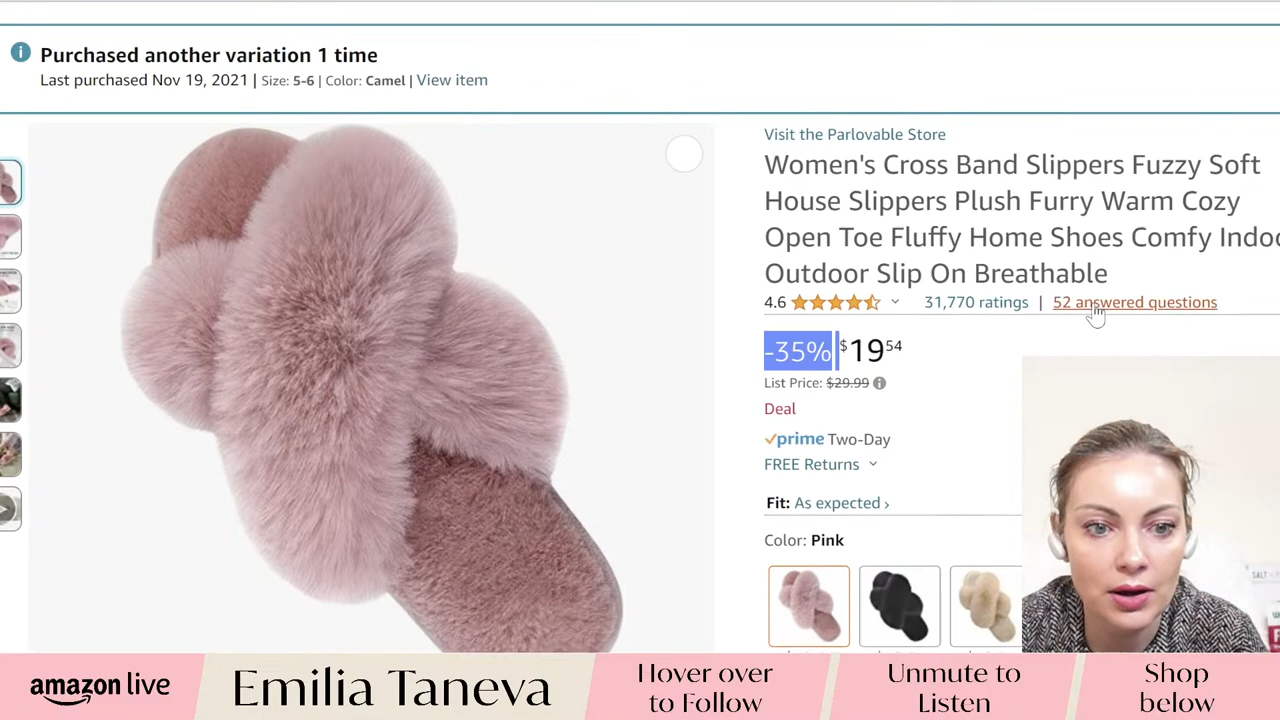 Purchased another variation 1 time
Last purchased Nov 19, 2021 | Size: 5-6 | Color: Camel | View item
Visit the Parlovable Store
Women's Cross Band Slippers Fuzzy Soft
House Slippers Plush Furry Warm Cozy
Open Toe Fluffy Home Shoes Comfy
Outdoor Slip On Breathable
4.6 31,770 ratings | 52 answered questions
-35% $19 54
List Price: $29.99
Deal
prime Two-Day
FREE Returns
Fit: As expected ›
Color: Pink
SALT
amazon live
Emilia Taneva
Hover over
to Follow
Unmute to
Listen
Shop
below